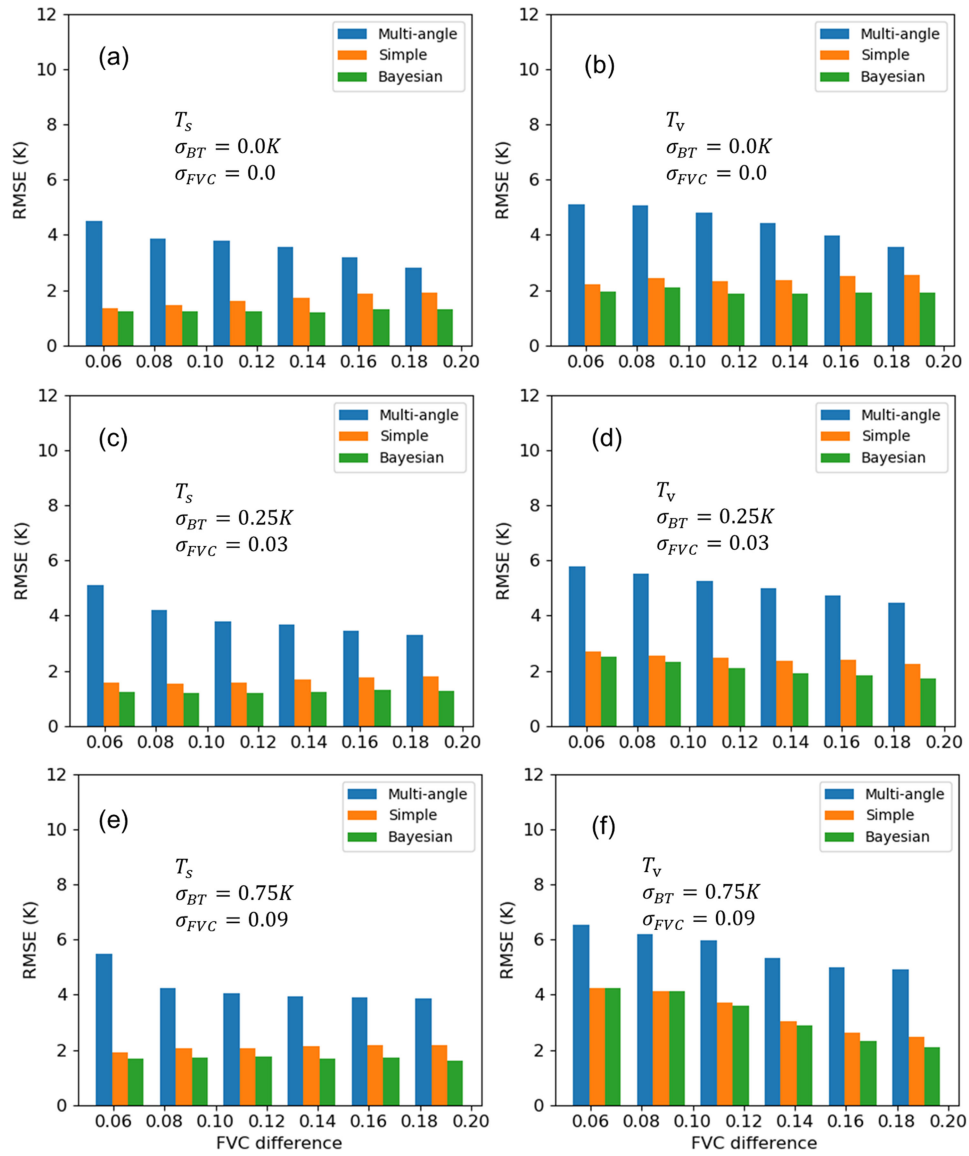 (a)
Multi-angle
Simple
Bayesian
T_s
σ_BT = 0.0K
σ_FVC = 0.0
RMSE (K)
12
10
8
6
4
2
0
0.06 0.08 0.10 0.12 0.14 0.16 0.18 0.20
(b)
Multi-angle
Simple
Bayesian
T_v
σ_BT = 0.0K
σ_FVC = 0.0
RMSE (K)
12
10
8
6
4
2
0
0.06 0.08 0.10 0.12 0.14 0.16 0.18 0.20
(c)
Multi-angle
Simple
Bayesian
T_s
σ_BT = 0.25K
σ_FVC = 0.03
RMSE (K)
12
10
8
6
4
2
0
0.06 0.08 0.10 0.12 0.14 0.16 0.18 0.20
(d)
Multi-angle
Simple
Bayesian
T_v
σ_BT = 0.25K
σ_FVC = 0.03
RMSE (K)
12
10
8
6
4
2
0
0.06 0.08 0.10 0.12 0.14 0.16 0.18 0.20
(e)
Multi-angle
Simple
Bayesian
T_s
σ_BT = 0.75K
σ_FVC = 0.09
RMSE (K)
12
10
8
6
4
2
0
0.06 0.08 0.10 0.12 0.14 0.16 0.18 0.20
FVC difference
(f)
Multi-angle
Simple
Bayesian
T_v
σ_BT = 0.75K
σ_FVC = 0.09
RMSE (K)
12
10
8
6
4
2
0
0.06 0.08 0.10 0.12 0.14 0.16 0.18 0.20
FVC difference